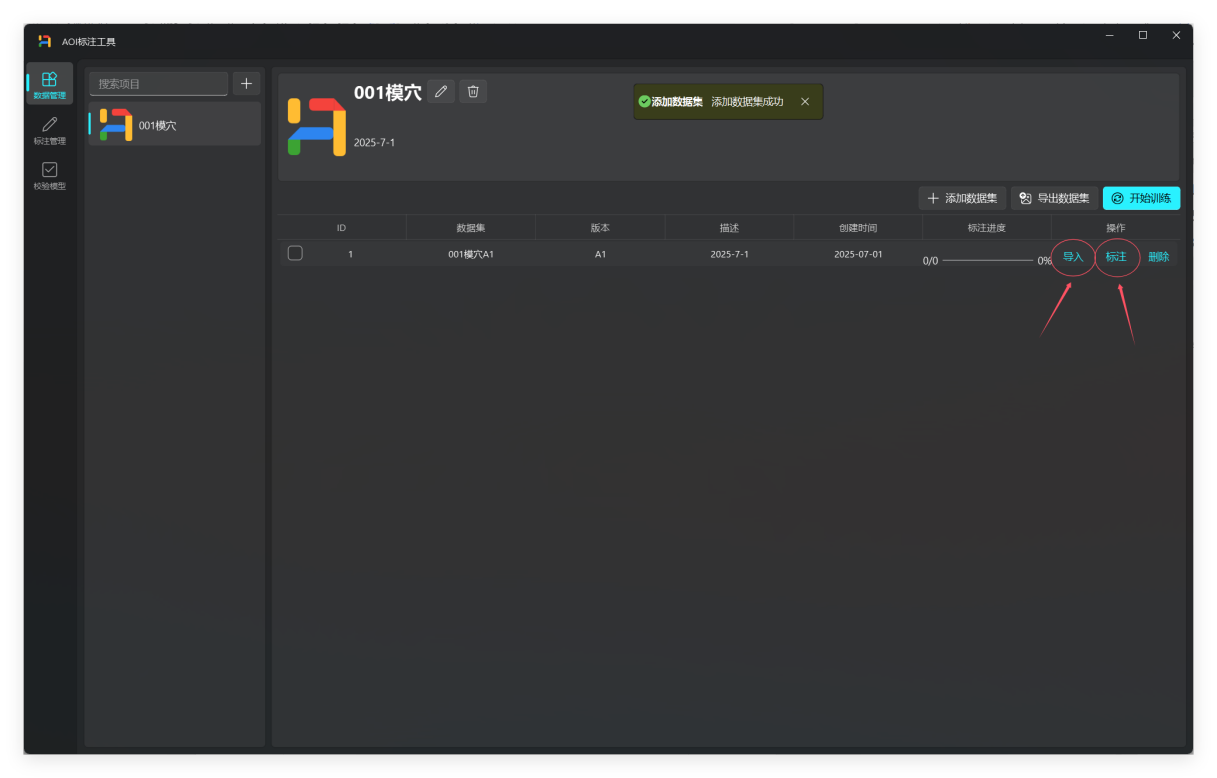 AOI标注工具
数据管理
标注管理
校验模型
搜索项目
001模穴
001模穴
2025-7-1
添加数据集 添加数据集成功
添加数据集 导出数据集 开始训练
ID 数据集 版本 描述 创建时间 标注进度 操作
1 001模穴A1 A1 2025-7-1 2025-07-01 0/0 0% 导入 标注 删除